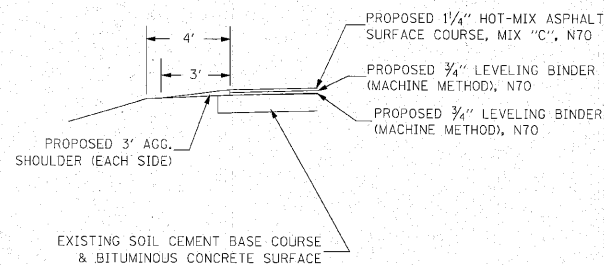 PROPOSED 1¼" HOT-MIX ASPHALT
SURFACE COURSE, MIX "C", N70
4'
3'
PROPOSED ¾" LEVELING BINDER
(MACHINE METHOD), N70
PROPOSED ¾" LEVELING BINDER
(MACHINE METHOD), N70
PROPOSED 3' AGG.
SHOULDER (EACH SIDE)
EXISTING SOIL CEMENT BASE COURSE
& BITUMINOUS CONCRETE SURFACE